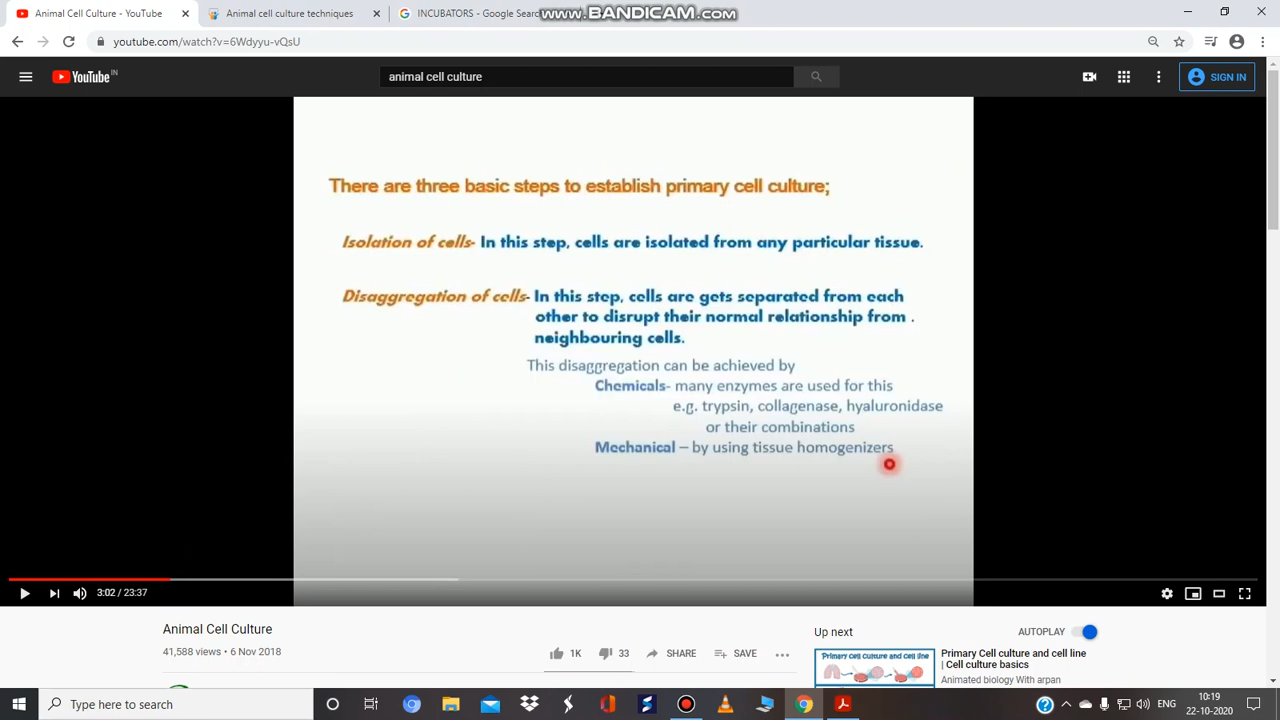 Animal Cell Culture - YouTube
Animal cell culture techniques
INCUBATORS - Google Sear
www.BANDICAM.com
youtube.com/watch?v=6Wdyyu-vQsU
YouTube IN
animal cell culture
SIGN IN
There are three basic steps to establish primary cell culture;
Isolation of cells- In this step, cells are isolated from any particular tissue.
Disaggregation of cells- In this step, cells are gets separated from each
other to disrupt their normal relationship from .
neighbouring cells.
This disaggregation can be achieved by
Chemicals- many enzymes are used for this
e.g. trypsin, collagenase, hyaluronidase
or their combinations
Mechanical – by using tissue homogenizers
3:02 / 23:37
Animal Cell Culture
41,588 views • 6 Nov 2018
1K
33
SHARE
SAVE
Up next
AUTOPLAY
Primary Cell culture and cell line
Primary Cell culture and cell line
| Cell culture basics
Animated biology With arpan
Type here to search
ENG
10:19
22-10-2020